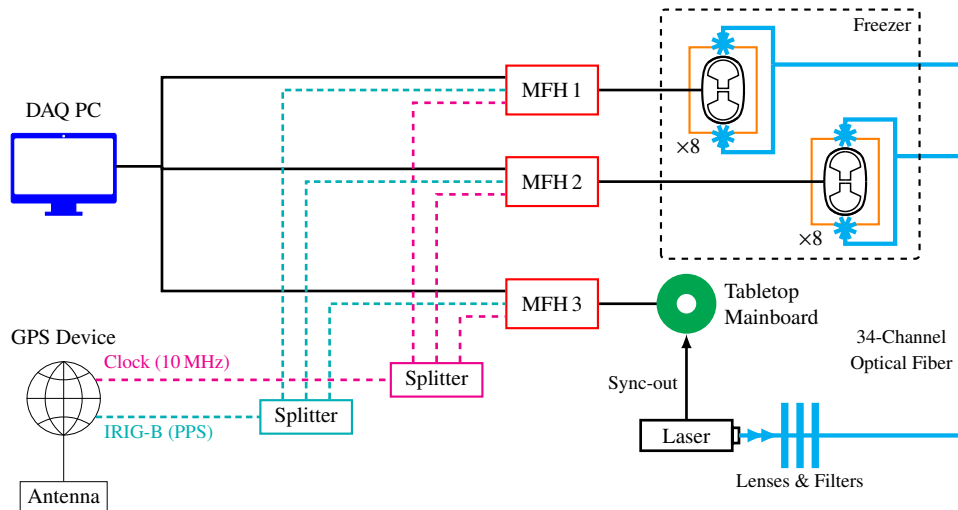 Freezer
DAQ PC
MFH 1
×8
MFH 2
×8
MFH 3
Tabletop
Mainboard
GPS Device
Clock (10 MHz)
Splitter
34-Channel
Optical Fiber
Sync-out
IRIG-B (PPS)
Splitter
Laser
Lenses & Filters
Antenna